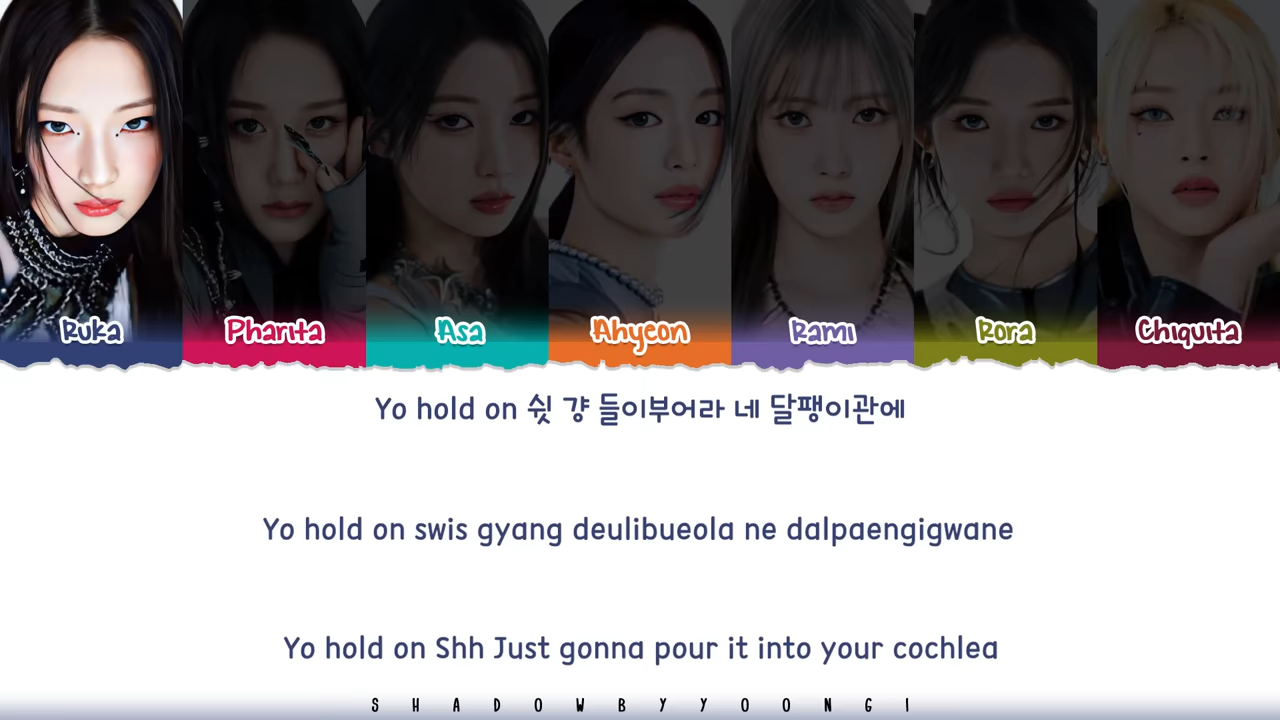 Ruka Pharita Asa Ahyeon Rami Rora Chiquita
Yo hold on 쉿 걍 들이부어라 네 달팽이관에
Yo hold on swis gyang deulibueola ne dalpaengigwane
Yo hold on Shh Just gonna pour it into your cochlea
SHADOWBYYOONGI